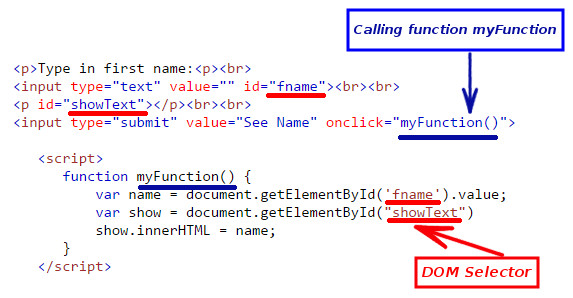 Calling function myFunction
<p>Type in first name:<p><br>
<input type="text" value="" id="fname"><br><br>
<p id="showText"></p><br><br>
<input type="submit" value="See Name" onclick="myFunction()">
<script>
function myFunction() {
var name = document.getElementById('fname').value;
var show = document.getElementById("showText")
show.innerHTML = name;
}
</script>
DOM Selector